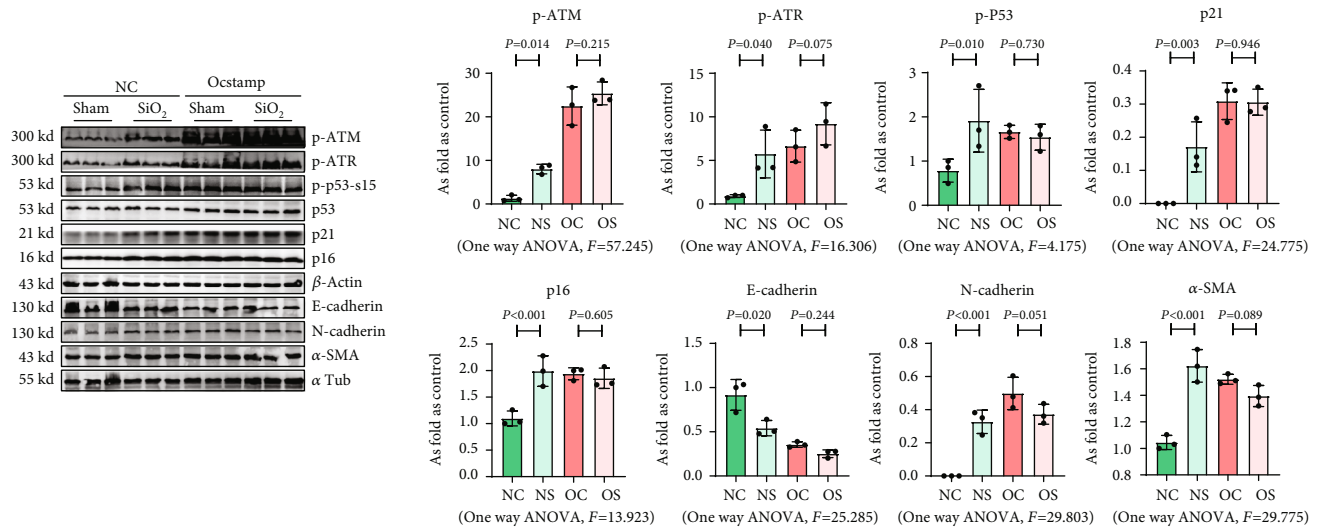 NC Ocstamp
Sham SiO2 Sham SiO2
300 kd p-ATM
300 kd p-ATR
53 kd p-p53-s15
53 kd p53
21 kd p21
16 kd p16
43 kd β-Actin
130 kd E-cadherin
130 kd N-cadherin
43 kd α-SMA
55 kd α Tub
p-ATM
P=0.014 P=0.215
As fold as control
30
20
10
0
NC NS OC OS
(One way ANOVA, F=57.245)
p-ATR
P=0.040 P=0.075
As fold as control
15
10
5
0
NC NS OC OS
(One way ANOVA, F=16.306)
p-P53
P=0.010 P=0.730
As fold as control
3
2
1
0
NC NS OC OS
(One way ANOVA, F=4.175)
p21
P=0.003 P=0.946
As fold as control
0.4
0.3
0.2
0.1
0.0
NC NS OC OS
(One way ANOVA, F=24.775)
p16
P<0.001 P=0.605
As fold as control
2.5
2.0
1.5
1.0
0.5
0.0
NC NS OC OS
(One way ANOVA, F=13.923)
E-cadherin
P=0.020 P=0.244
As fold as control
1.5
1.0
0.5
0.0
NC NS OC OS
(One way ANOVA, F=25.285)
N-cadherin
P<0.001 P=0.051
As fold as control
0.8
0.6
0.4
0.2
0.0
NC NS OC OS
(One way ANOVA, F=29.803)
α-SMA
P<0.001 P=0.089
As fold as control
1.8
1.6
1.4
1.2
1.0
0.8
NC NS OC OS
(One way ANOVA, F=29.775)